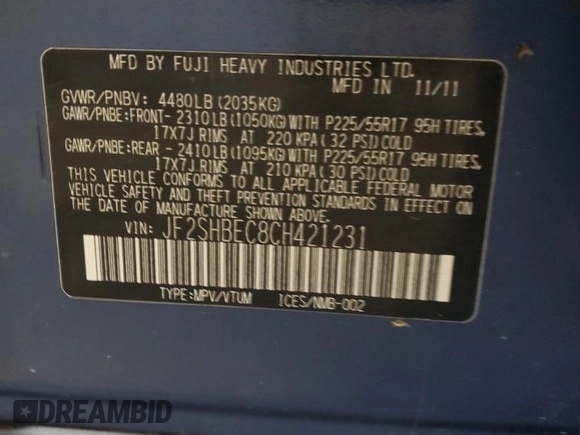 MFD BY FUJI HEAVY INDUSTRIES LTD.
MFD IN 11/11
GVWR/PNBV: 4480LB (2035KG)
GAWR/PNBE:FRONT- 2310LB (1050KG) WITH P225/55R17 95H TIRES,
17X7J RIMS AT 220 KPA ( 32 PSI) COLD
GAWR/PNBE:REAR - 2410LB (1095KG) WITH P225/55R17 95H TIRES,
17X7J RIMS AT 210 KPA ( 30 PSI) COLD
THIS VEHICLE CONFORMS TO ALL APPLICABLE FEDERAL MOTOR
VEHICLE SAFETY AND THEFT PREVENTION STANDARDS IN EFFECT
ON THE DATE OF MANUFACTURE SHOWN ABOVE.
VIN: JF2SHBEC8CH421231
TYPE:MPV/VTUM ICES/NMB-002
DREAMBID